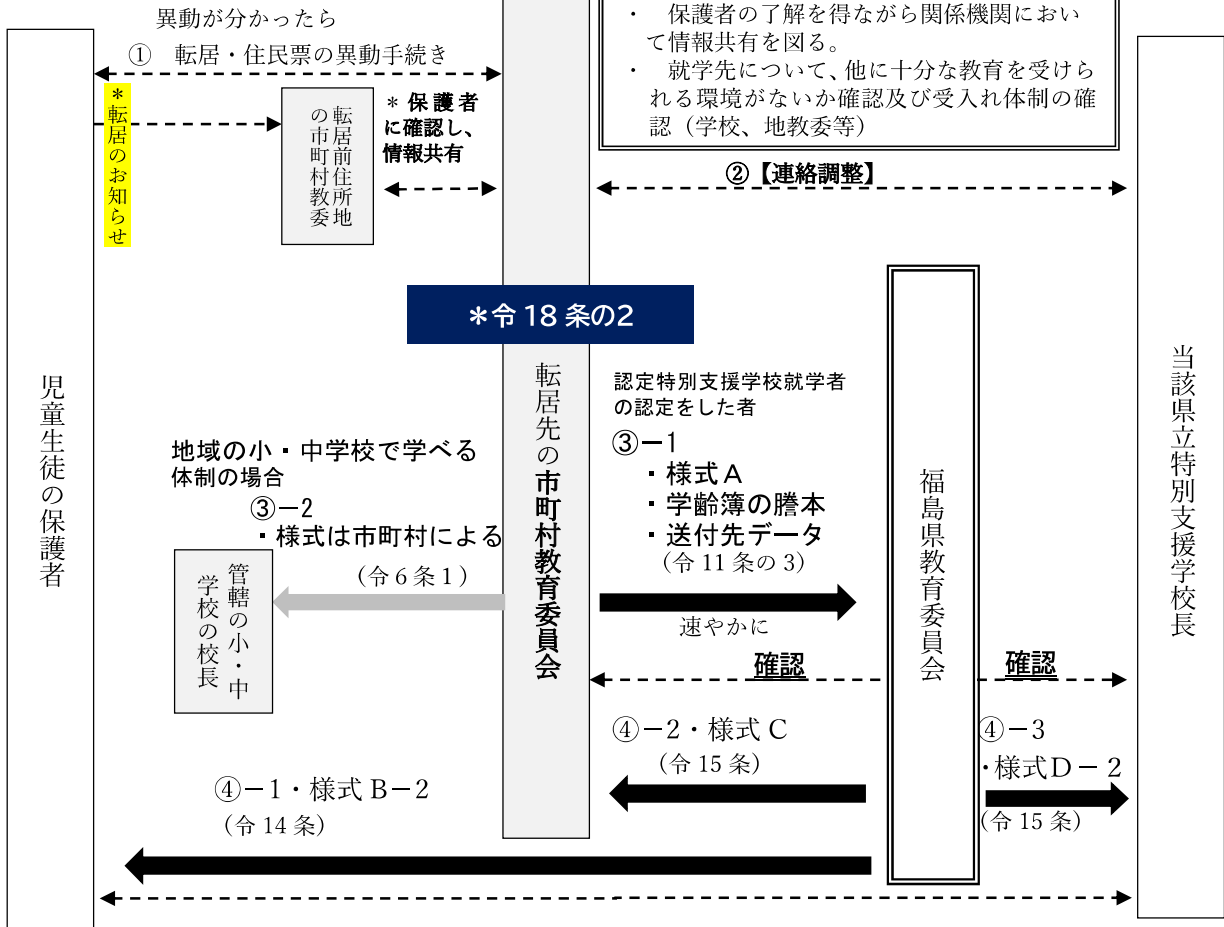 異動が分かったら
① 転居・住民票の異動手続き
*転居のお知らせ
転居前住所地
の市町村教委
*保護者
に確認し、
情報共有
・ 保護者の了解を得ながら関係機関におい
て情報共有を図る。
・ 就学先について、他に十分な教育を受けら
れる環境がないか確認及び受入れ体制の確
認(学校、地教委等)
②【連絡調整】
*令18条の2
児童生徒の保護者
転居先の市町村教育委員会
福島県教育委員会
当該県立特別支援学校長
地域の小・中学校で学べる
体制の場合
③-2
・様式は市町村による
(令6条1)
管轄の小・中
学校の校長
認定特別支援学校就学者
の認定をした者
③-1
・様式A
・学齢簿の謄本
・送付先データ
(令11条の3)
速やかに
確認
確認
④-2・様式C
(令15条)
④-3
・様式D-2
(令15条)
④-1・様式B-2
(令14条)